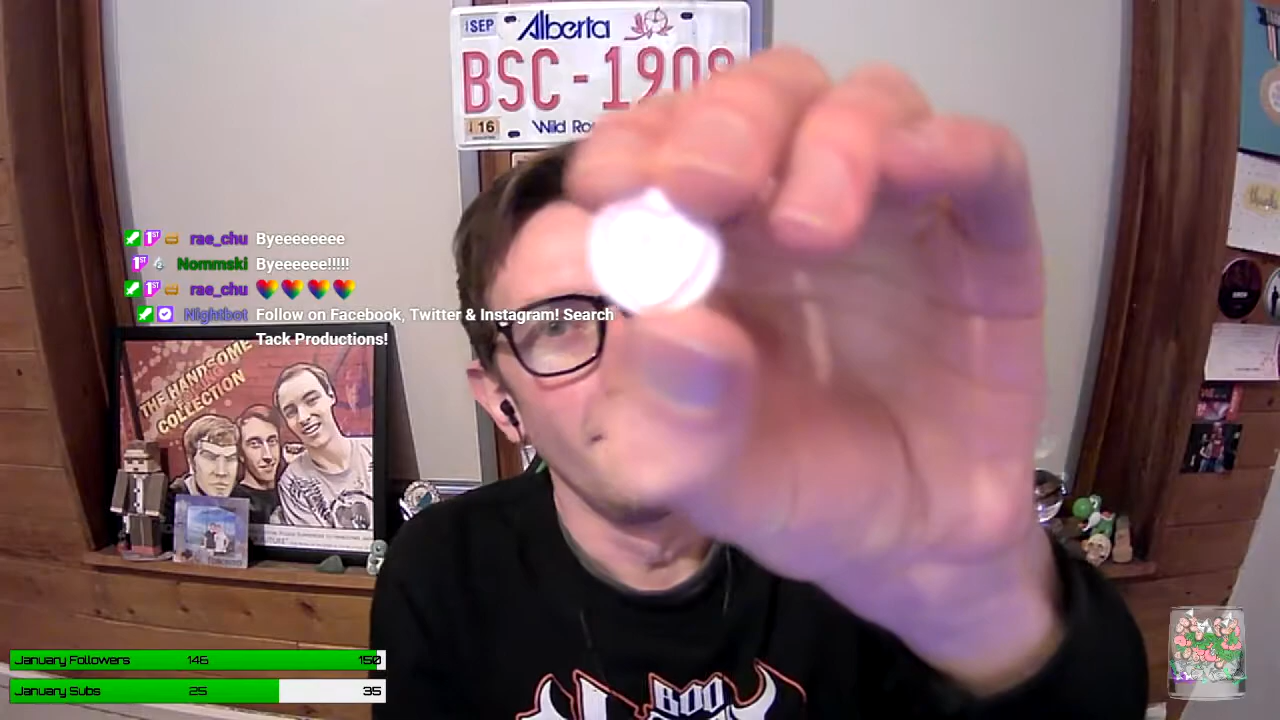 SEP
Alberta
BSC-190
16
Wild Ro
rae_chu Byeeeeeeee
Nommski Byeeeeee!!!!!
rae_chu
Nightbot Follow on Facebook, Twitter & Instagram! Search
Tack Productions!
THE HANDSOME
COLLECTION
TORONTO
BOO
January Followers 146 150
January Subs 25 35